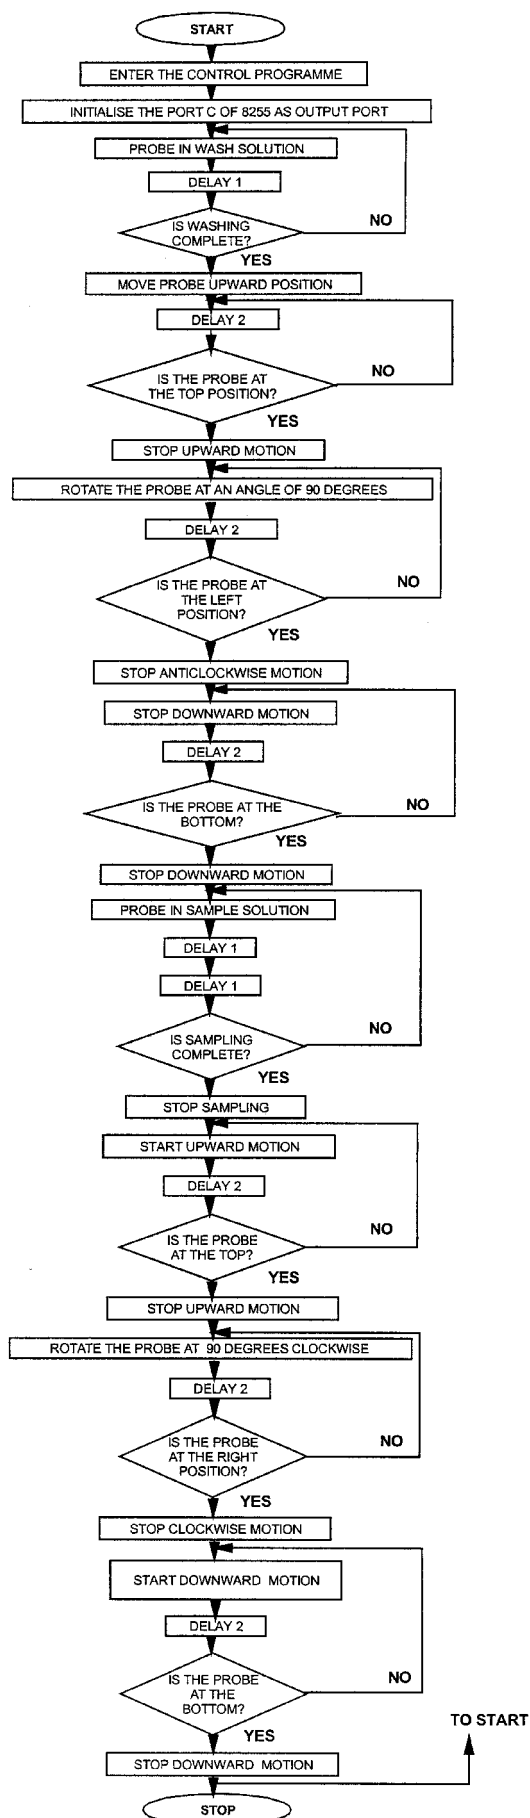 START
ENTER THE CONTROL PROGRAMME
INITIALISE THE PORT C OF 8255 AS OUTPUT PORT
PROBE IN WASH SOLUTION
DELAY 1
IS WASHING
COMPLETE?
NO
YES
MOVE PROBE UPWARD POSITION
DELAY 2
IS THE PROBE AT
THE TOP POSITION?
NO
YES
STOP UPWARD MOTION
ROTATE THE PROBE AT AN ANGLE OF 90 DEGREES
DELAY 2
IS THE PROBE AT
THE LEFT
POSITION?
NO
YES
STOP ANTICLOCKWISE MOTION
STOP DOWNWARD MOTION
DELAY 2
IS THE PROBE AT THE
BOTTOM?
NO
YES
STOP DOWNWARD MOTION
PROBE IN SAMPLE SOLUTION
DELAY 1
DELAY 1
IS SAMPLING
COMPLETE?
NO
YES
STOP SAMPLING
START UPWARD MOTION
DELAY 2
IS THE PROBE
AT THE TOP?
NO
YES
STOP UPWARD MOTION
ROTATE THE PROBE AT 90 DEGREES CLOCKWISE
DELAY 2
IS THE PROBE
AT THE RIGHT
POSITION?
NO
YES
STOP CLOCKWISE MOTION
START DOWNWARD MOTION
DELAY 2
IS THE PROBE
AT THE
BOTTOM?
NO
YES
TO START
STOP DOWNWARD MOTION
STOP